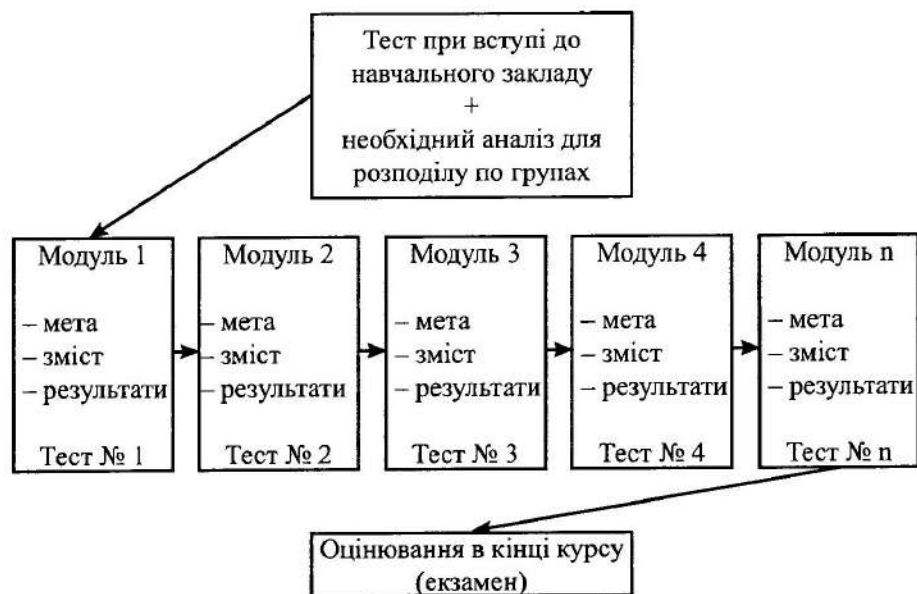 Тест при вступі до
навчального закладу
+
необхідний аналіз для
розподілу по групах
Модуль 1
– мета
– зміст
– результати
Тест № 1
Модуль 2
– мета
– зміст
– результати
Тест № 2
Модуль 3
– мета
– зміст
– результати
Тест № 3
Модуль 4
– мета
– зміст
– результати
Тест № 4
Модуль n
– мета
– зміст
– результати
Тест № n
Оцінювання в кінці курсу
(екзамен)